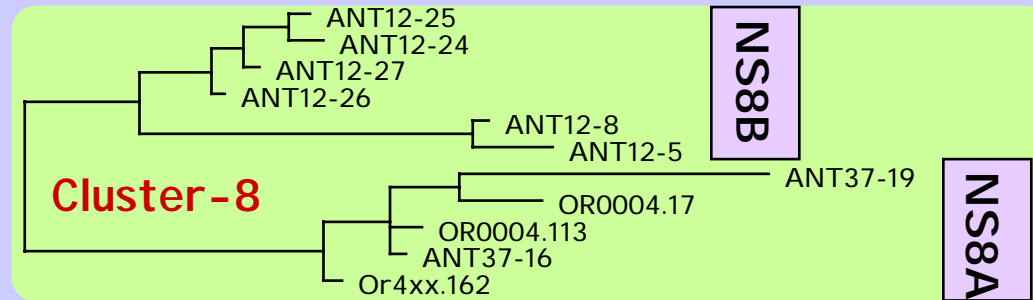 ANT12-25
ANT12-24
ANT12-27
ANT12-26
NS8B
ANT12-8
ANT12-5
ANT37-19
Cluster-8
OR0004.17
OR0004.113
ANT37-16
Or4xx.162
NS8A